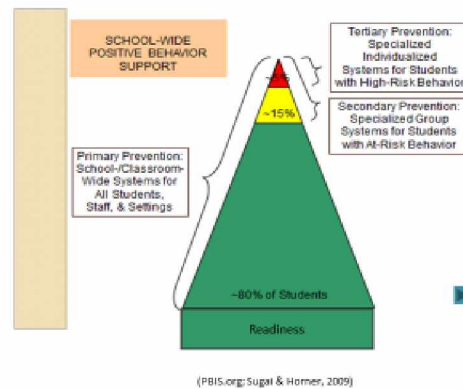 SCHOOL-WIDE
POSITIVE BEHAVIOR
SUPPORT
Tertiary Prevention:
Specialized
Individualized
Systems for Students
with High-Risk Behavior
Secondary Prevention:
Specialized Group
Systems for Students
with At-Risk Behavior
~15%
Primary Prevention:
School-/Classroom-
Wide Systems for
All Students,
Staff, & Settings
~80% of Students
Readiness
(PBIS.org; Sugai & Horner, 2009)